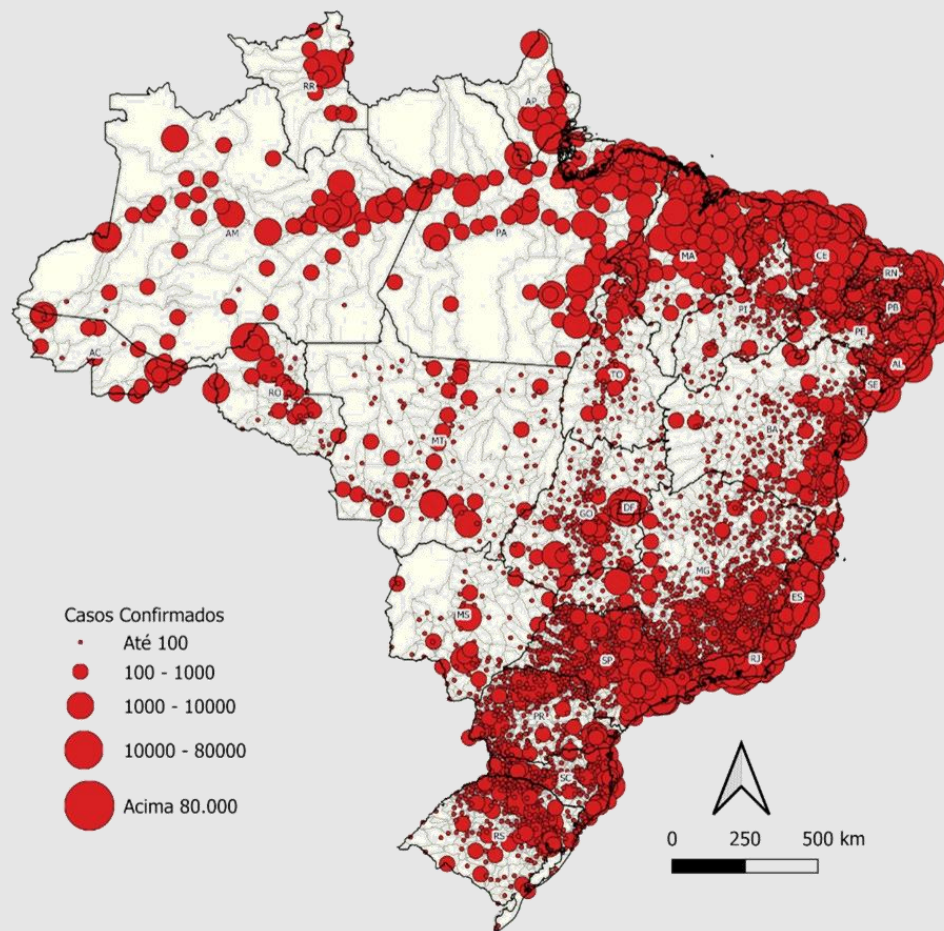 RR
AP
AM
PA
MA
CE
RN
PB
PI
PE
AL
SE
AC
TO
RO
BA
MT
DF
GO
MG
ES
MS
SP
RJ
PR
SC
RS
Casos Confirmados
Até 100
100 - 1000
1000 - 10000
10000 - 80000
Acima 80.000
0 250 500 km